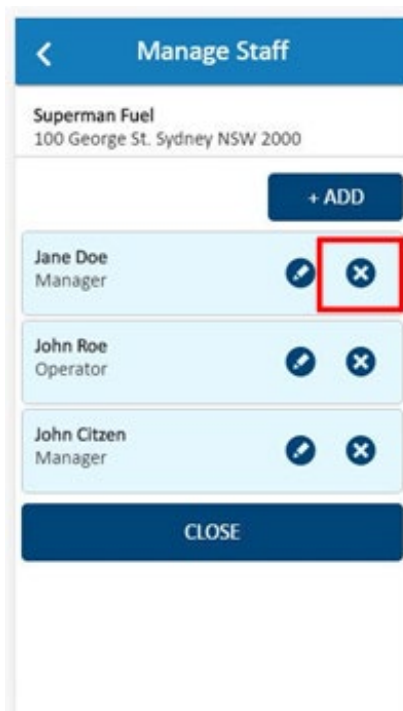 Manage Staff
Superman Fuel
100 George St. Sydney NSW 2000
+ ADD
Jane Doe
Manager
John Roe
Operator
John Citzen
Manager
CLOSE